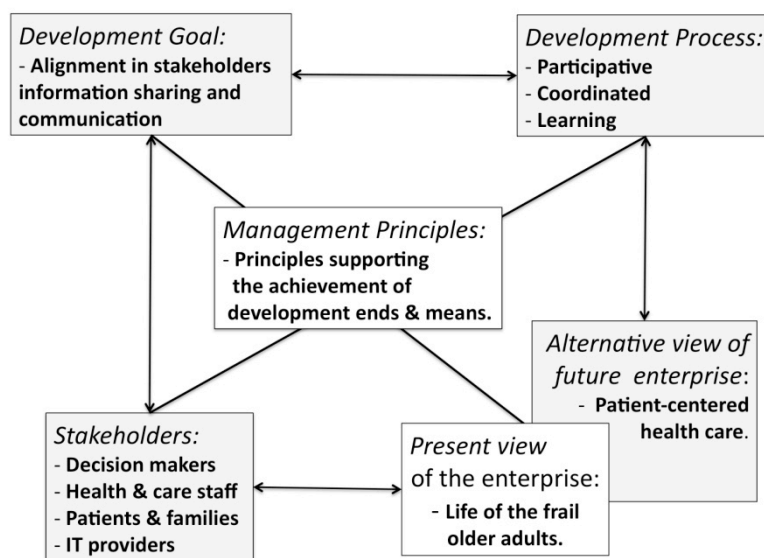 Development Goal:
- Alignment in stakeholders
information sharing and
communication
Development Process:
- Participative
- Coordinated
- Learning
Management Principles:
- Principles supporting
the achievement of
development ends & means.
Alternative view of
future enterprise:
- Patient-centered
health care.
Stakeholders:
- Decision makers
- Health & care staff
- Patients & families
- IT providers
Present view
of the enterprise:
- Life of the frail
older adults.